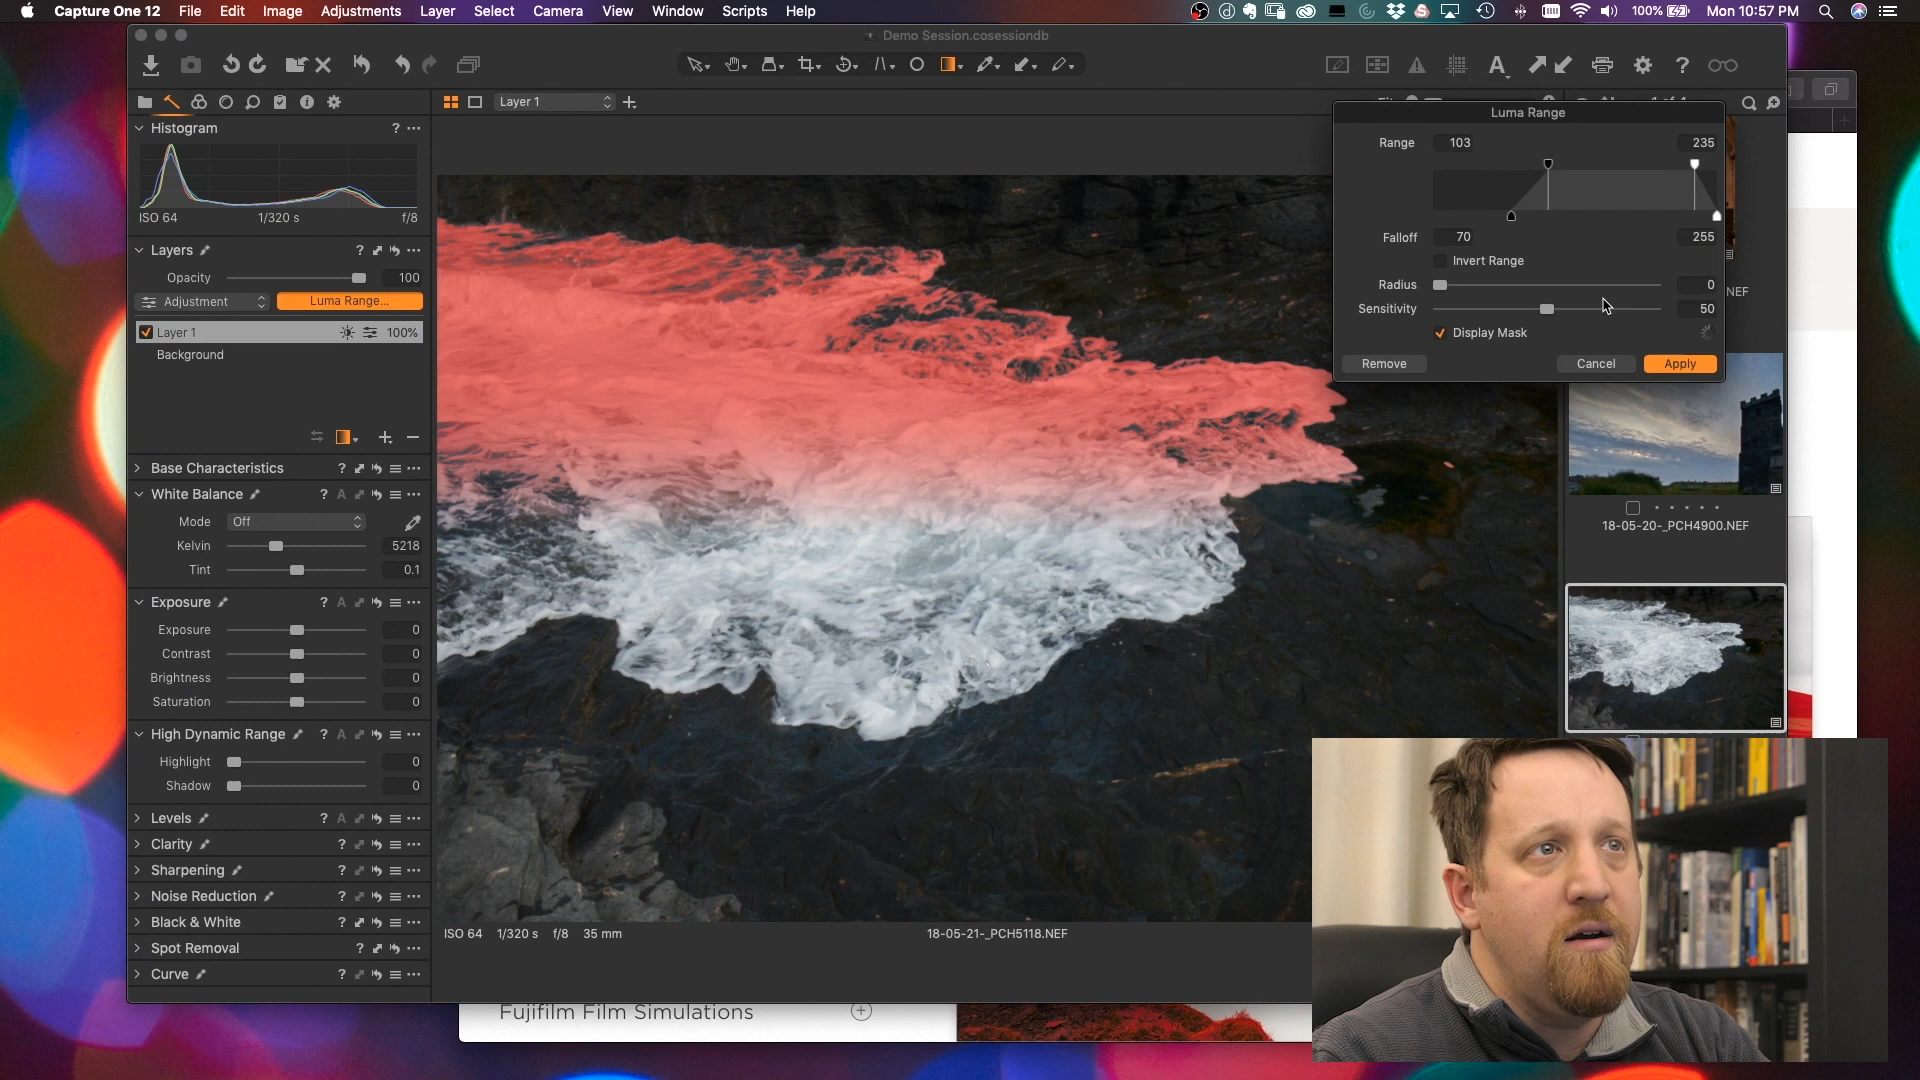 Capture One 12 File Edit Image Adjustments Layer Select Camera View Window Scripts Help 100% Mon 10:57 PM
Demo Session.cosessiondb
Layer 1
Histogram
ISO 64 1/320 s f/8
Layers
Opacity 100
Adjustment Luma Range...
Layer 1 100%
Background
Base Characteristics
White Balance
Mode Off
Kelvin 5218
Tint 0.1
Exposure
Exposure 0
Contrast 0
Brightness 0
Saturation 0
High Dynamic Range
Highlight 0
Shadow 0
Levels
Clarity
Sharpening
Noise Reduction
Black & White
Spot Removal
Curve
ISO 64 1/320 s f/8 35 mm 18-05-21-_PCH5118.NEF
Luma Range
Range 103 235
Falloff 70 255
Invert Range
Radius 0
Sensitivity 50
Display Mask
Remove Cancel Apply
NEF
18-05-20-_PCH4900.NEF
Fujifilm Film Simulations